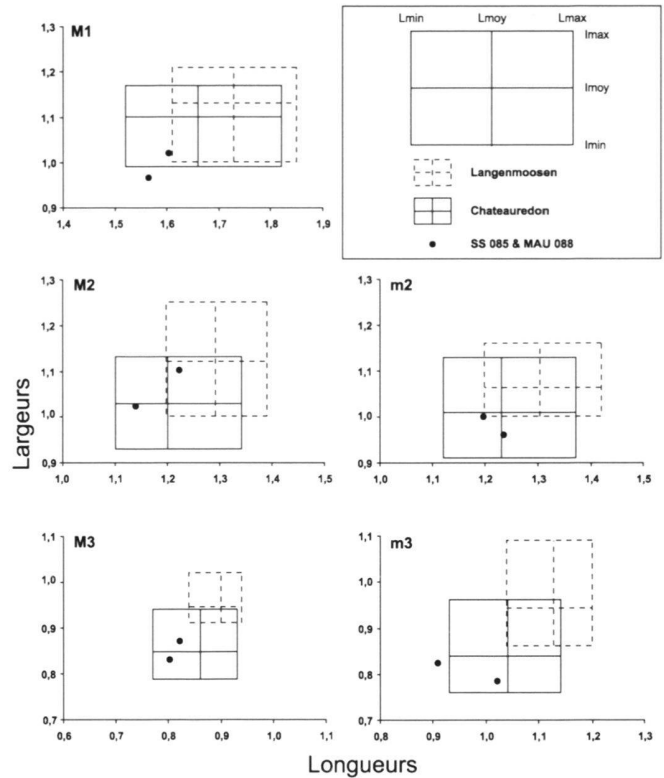 M1
1,3
1,2
1,1
1,0
0,9
1,4 1,5 1,6 1,7 1,8 1,9
Lmin Lmoy Lmax
lmax
lmoy
lmin
Langenmoosen
Chateauredon
SS 085 & MAU 088
M2
1,3
1,2
1,1
1,0
0,9
1,0 1,1 1,2 1,3 1,4 1,5
m2
1,3
1,2
1,1
1,0
0,9
1,0 1,1 1,2 1,3 1,4 1,5
Largeurs
M3
1,1
1,0
0,9
0,8
0,7
0,6 0,7 0,8 0,9 1,0 1,1
m3
1,1
1,0
0,9
0,8
0,7
0,8 0,9 1,0 1,1 1,2 1,3
Longueurs